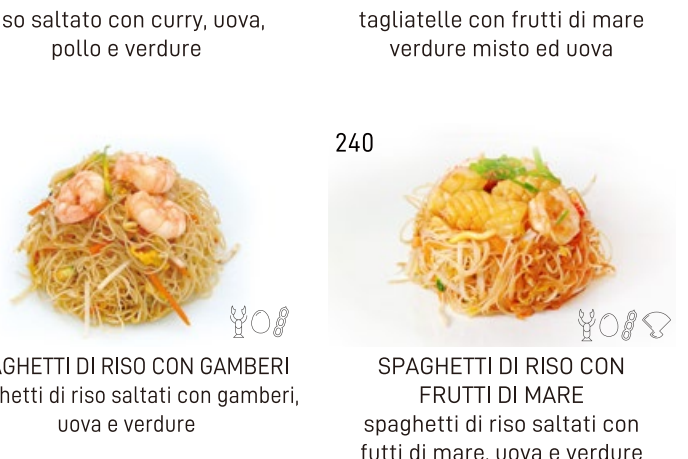 so saltato con curry, uova,
pollo e verdure
tagliatelle con frutti di mare
verdure misto ed uova
240
GHETTI DI RISO CON GAMBERI
hetti di riso saltati con gamberi,
uova e verdure
SPAGHETTI DI RISO CON
FRUTTI DI MARE
spaghetti di riso saltati con
futti di mare, uova e verdure